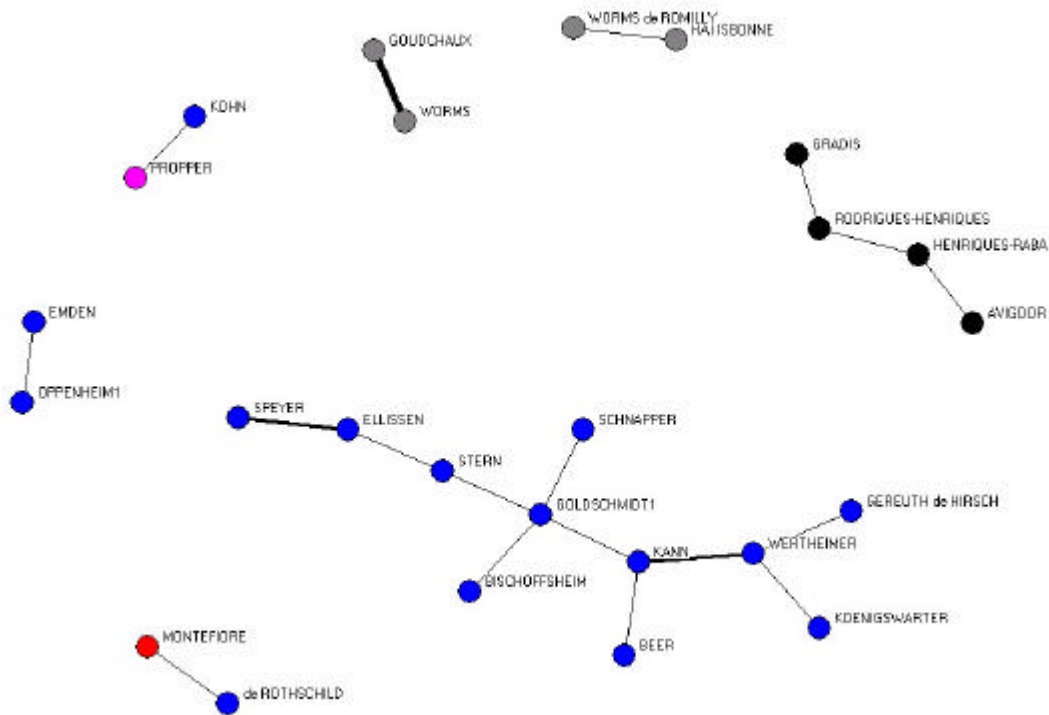 WORMS de ROMILLY
RATISBONNE
GOUDCHAUX
WORMS
KOHN
PROPPER
GRADIS
RODRIGUES-HENRIQUES
HENRIQUES-RABA
AVIGDOR
EMDEN
OPPENHEIM1
SPEYER
ELLISSEN
SCHNAPPER
STERN
GOLDSCHMIDT1
GEREUTH de HIRSCH
WERTHEIMER
KANN
BISCHOFFSHEIM
KOENIGSWARTER
BEER
MONTEFIORE
de ROTHSCHILD